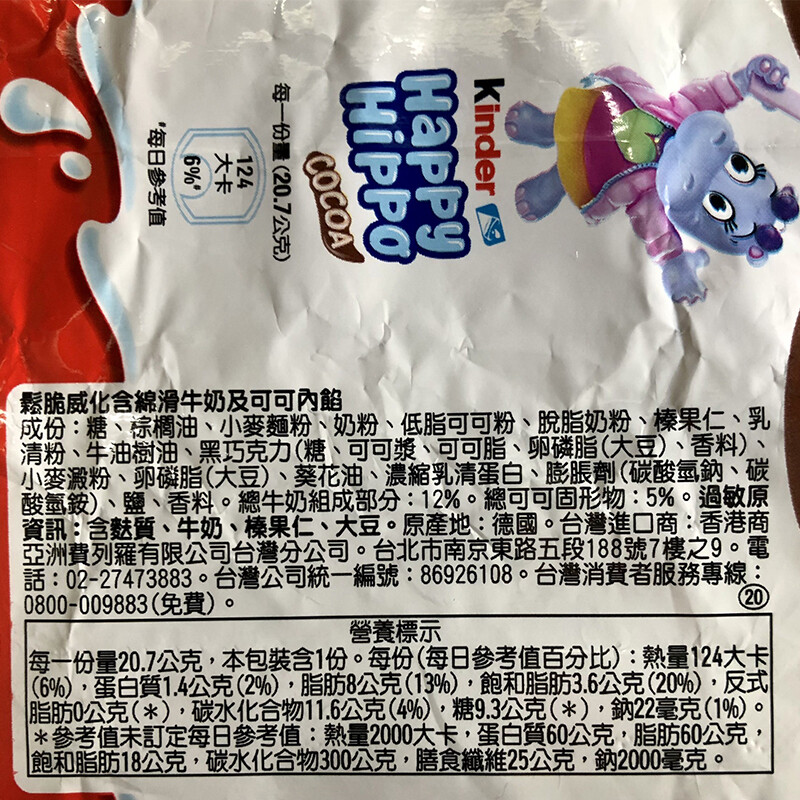 Kinder
Happy
Hippo
COCOA
每一份量 (20.7公克)
124
大卡
6%*
*每日參考值
鬆脆威化含綿滑牛奶及可可內餡
成份：糖、棕櫚油、小麥麵粉、奶粉、低脂可可粉、脫脂奶粉、榛果仁、乳
清粉、牛油樹油、黑巧克力(糖、可可漿、可可脂、卵磷脂(大豆)、香料)、
小麥澱粉、卵磷脂(大豆)、葵花油、濃縮乳清蛋白、膨脹劑(碳酸氫鈉、碳
酸氫銨)、鹽、香料。總牛奶組成部分：12%。總可可固形物：5%。過敏原
資訊：含麩質、牛奶、榛果仁、大豆。原產地：德國。台灣進口商：香港商
亞洲費列羅有限公司台灣分公司。台北市南京東路五段188號7樓之9。電
話：02-27473883。台灣公司統一編號：86926108。台灣消費者服務專線：
0800-009883(免費)。
20
營養標示
每一份量20.7公克，本包裝含1份。每份(每日參考值百分比)：熱量124大卡
(6%)，蛋白質1.4公克(2%)，脂肪8公克(13%)，飽和脂肪3.6公克(20%)，反式
脂肪0公克(＊)，碳水化合物11.6公克(4%)，糖9.3公克(＊)，鈉22毫克(1%)。
＊參考值未訂定每日參考值：熱量2000大卡，蛋白質60公克，脂肪60公克，
飽和脂肪18公克，碳水化合物300公克，膳食纖維25公克，鈉2000毫克。